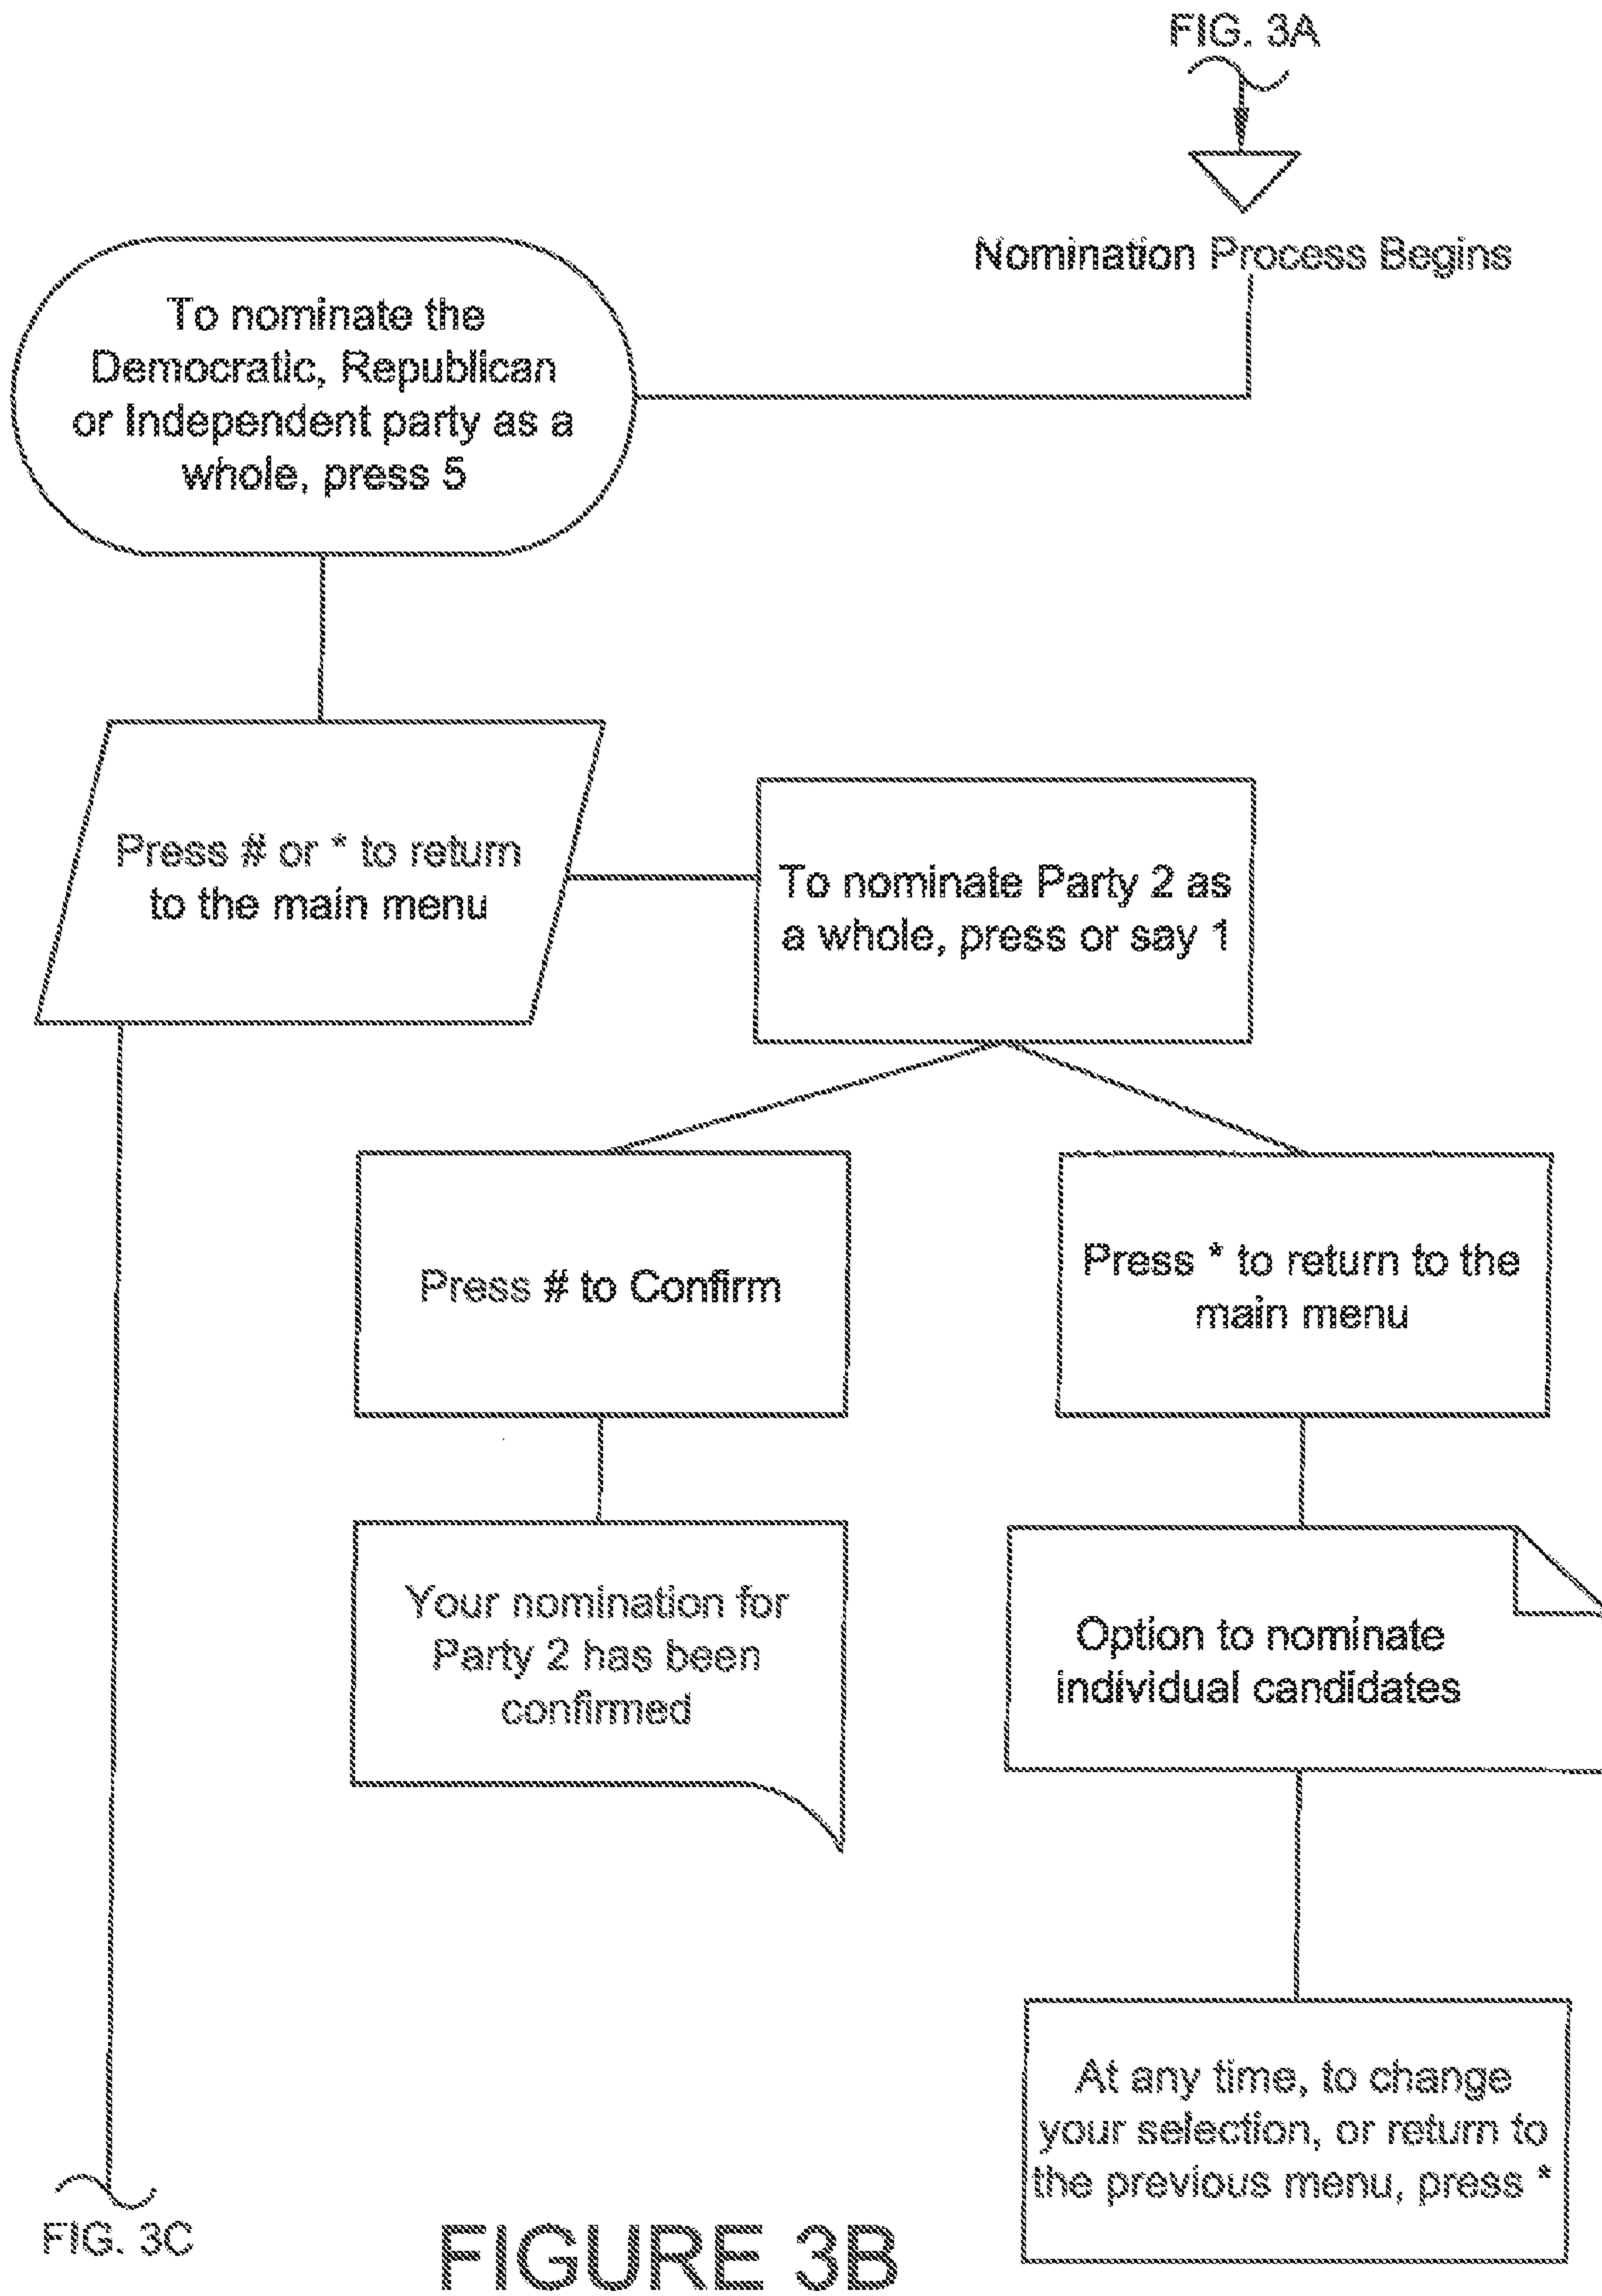 FIG. 3A
Nomination Process Begins
To nominate the
Democratic, Republican
or Independent party as a
whole, press 5
Press # or * to return
to the main menu
To nominate Party 2 as
a whole, press or say 1
Press # to Confirm
Press * to return to the
main menu
Your nomination for
Party 2 has been
confirmed
Option to nominate
individual candidates
At any time, to change
your selection, or return to
the previous menu, press *
FIG. 3C
FIGURE 3B